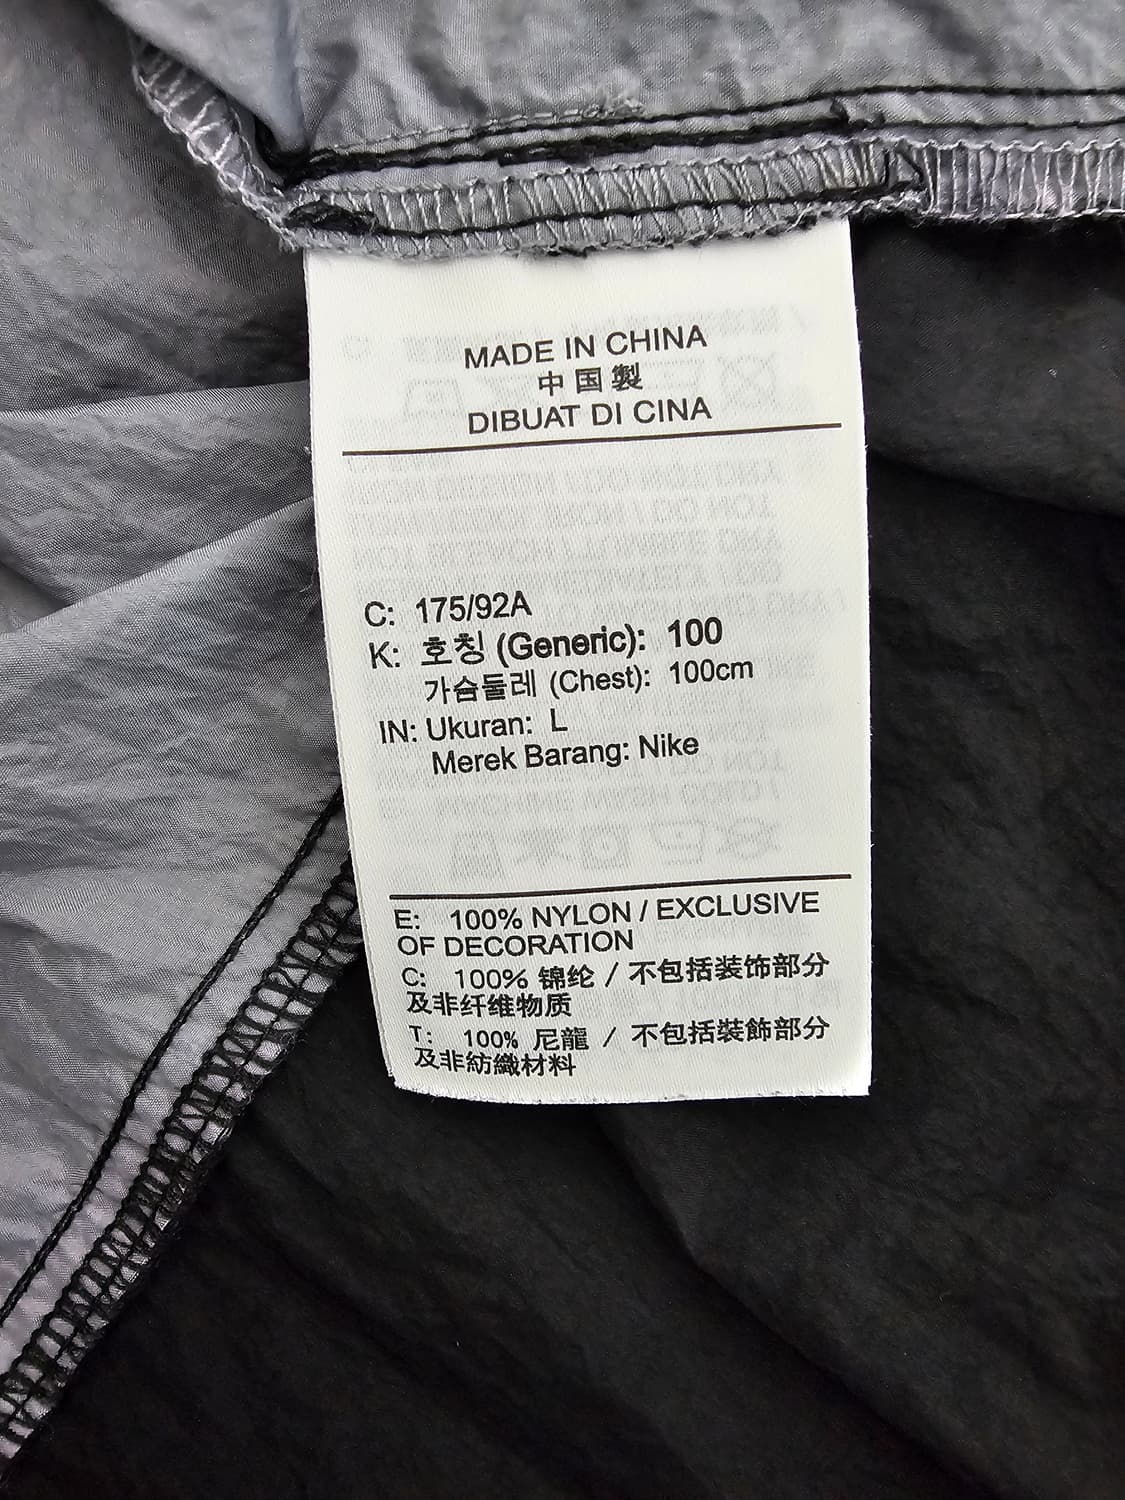 MADE IN CHINA
中国製
DIBUAT DI CINA
C: 175/92A
K: 호칭 (Generic): 100
가슴둘레 (Chest): 100cm
IN: Ukuran: L
Merek Barang: Nike
E: 100% NYLON / EXCLUSIVE
OF DECORATION
C: 100% 锦纶 / 不包括装饰部分
及非纤维物质
T: 100% 尼龍 / 不包括裝飾部分
及非紡織材料